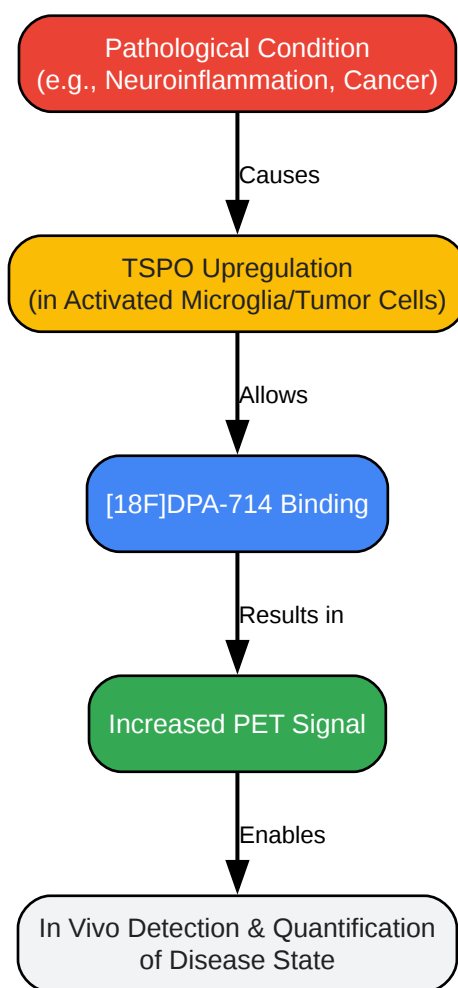 Pathological Condition
(e.g., Neuroinflammation, Cancer)
Causes
TSPO Upregulation
(in Activated Microglia/Tumor Cells)
Allows
[18F]DPA-714 Binding
Results in
Increased PET Signal
Enables
In Vivo Detection & Quantification
of Disease State